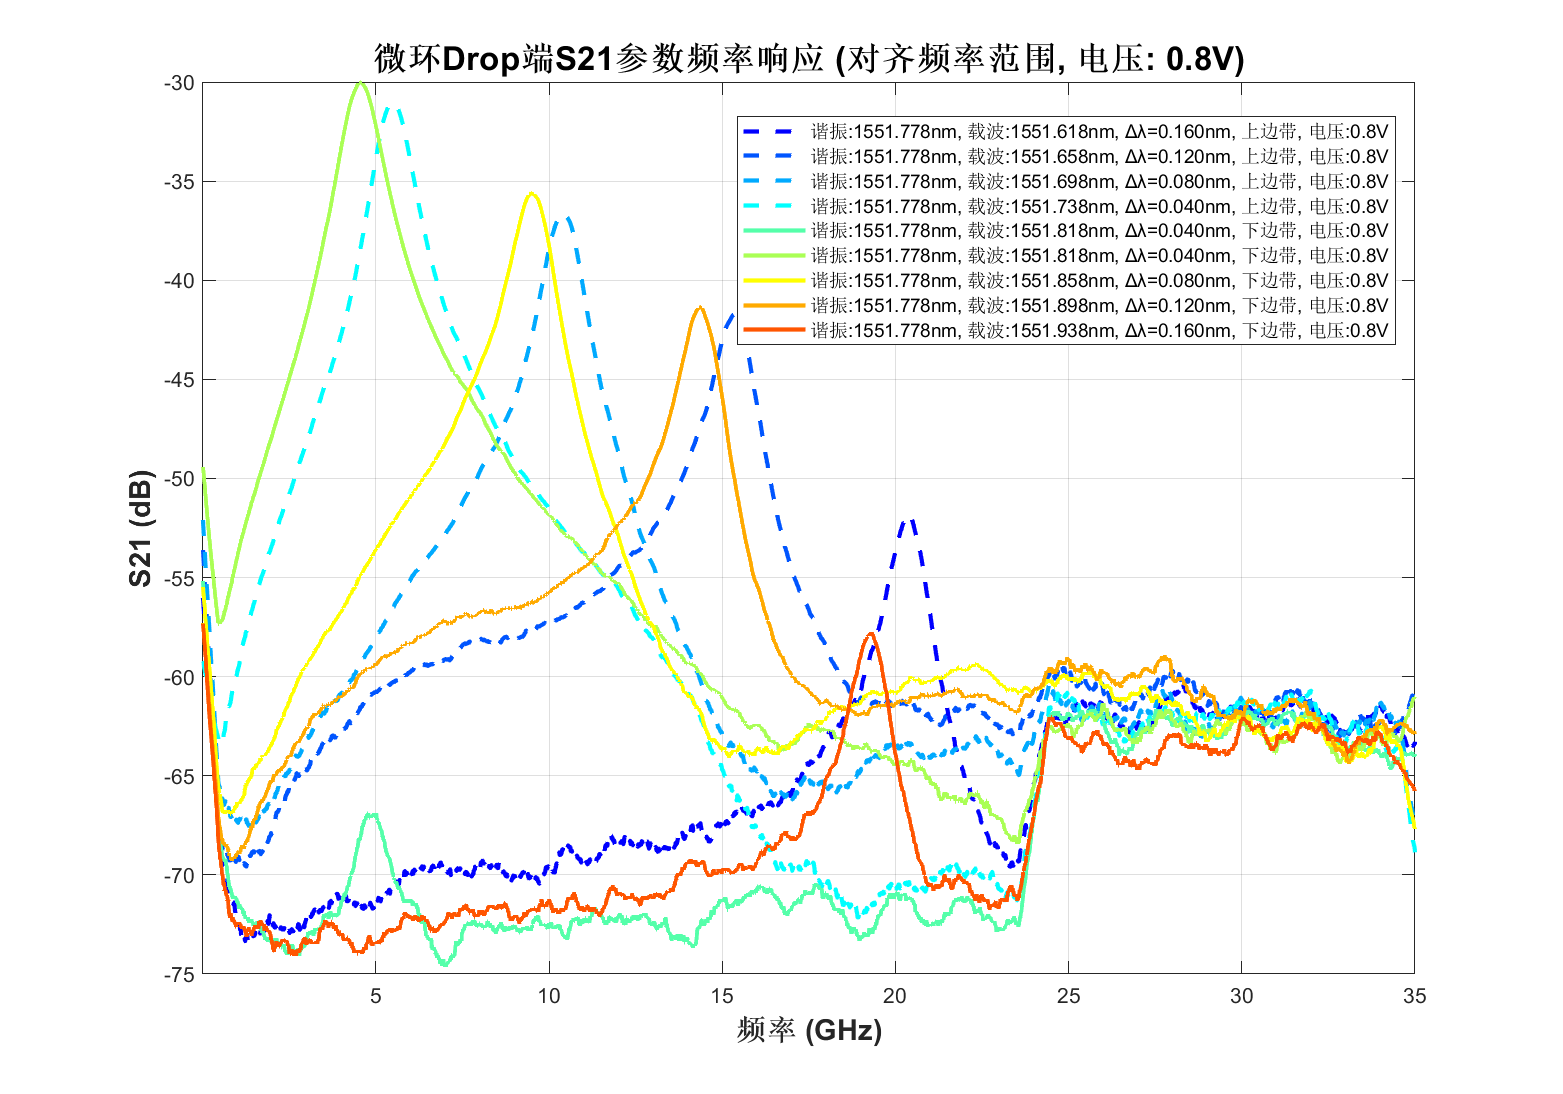 微环Drop端S21参数频率响应 (对齐频率范围, 电压: 0.8V)
-30
-35
-40
-45
-50
-55
-60
-65
-70
-75
S21 (dB)
谐振:1551.778nm, 载波:1551.618nm, Δλ=0.160nm, 上边带, 电压:0.8V
谐振:1551.778nm, 载波:1551.658nm, Δλ=0.120nm, 上边带, 电压:0.8V
谐振:1551.778nm, 载波:1551.698nm, Δλ=0.080nm, 上边带, 电压:0.8V
谐振:1551.778nm, 载波:1551.738nm, Δλ=0.040nm, 上边带, 电压:0.8V
谐振:1551.778nm, 载波:1551.818nm, Δλ=0.040nm, 下边带, 电压:0.8V
谐振:1551.778nm, 载波:1551.818nm, Δλ=0.040nm, 下边带, 电压:0.8V
谐振:1551.778nm, 载波:1551.858nm, Δλ=0.080nm, 下边带, 电压:0.8V
谐振:1551.778nm, 载波:1551.898nm, Δλ=0.120nm, 下边带, 电压:0.8V
谐振:1551.778nm, 载波:1551.938nm, Δλ=0.160nm, 下边带, 电压:0.8V
5 10 15 20 25 30 35
频率 (GHz)